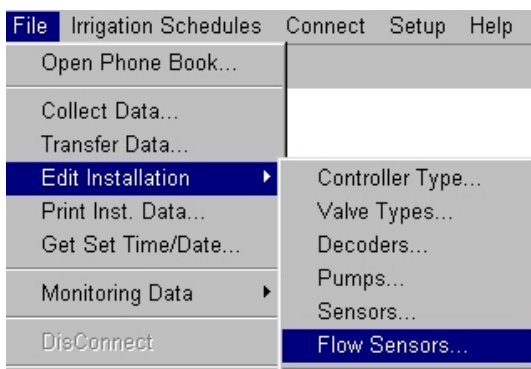 File Irrigation Schedules Connect Setup Help
Open Phone Book...
Collect Data...
Transfer Data...
Edit Installation
Print Inst. Data...
Get Set Time/Date...
Monitoring Data
DisConnect
Controller Type...
Valve Types...
Decoders...
Pumps...
Sensors...
Flow Sensors...